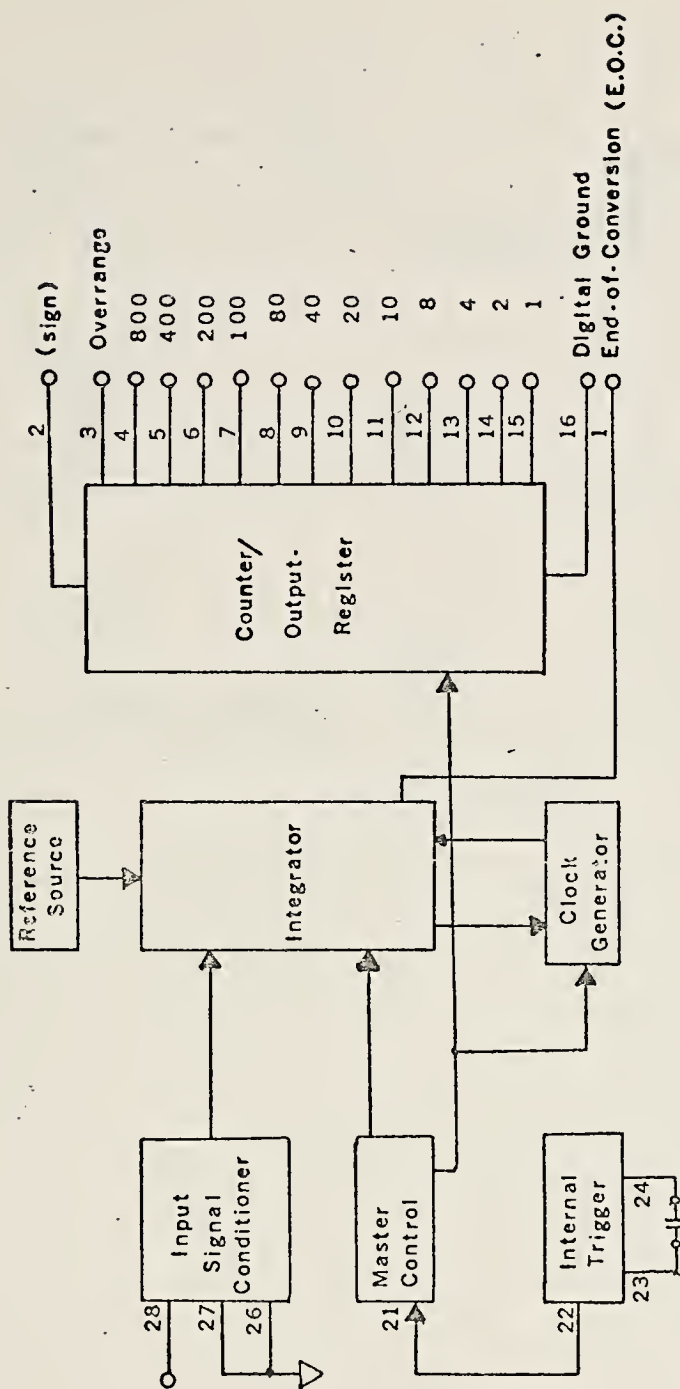 Reference
Source
Input
Signal
Conditioner
28
27
26
Integrator
Master
Control
21
Internal
Trigger
22
23
24
Clock
Generator
Counter/
Output-
Register
2
(sign)
3
Overrange
4
800
5
400
6
200
7
100
8
80
9
40
10
20
11
10
12
8
13
4
14
2
15
1
16
Digital Ground
1
End-of-Conversion (E.O.C.)